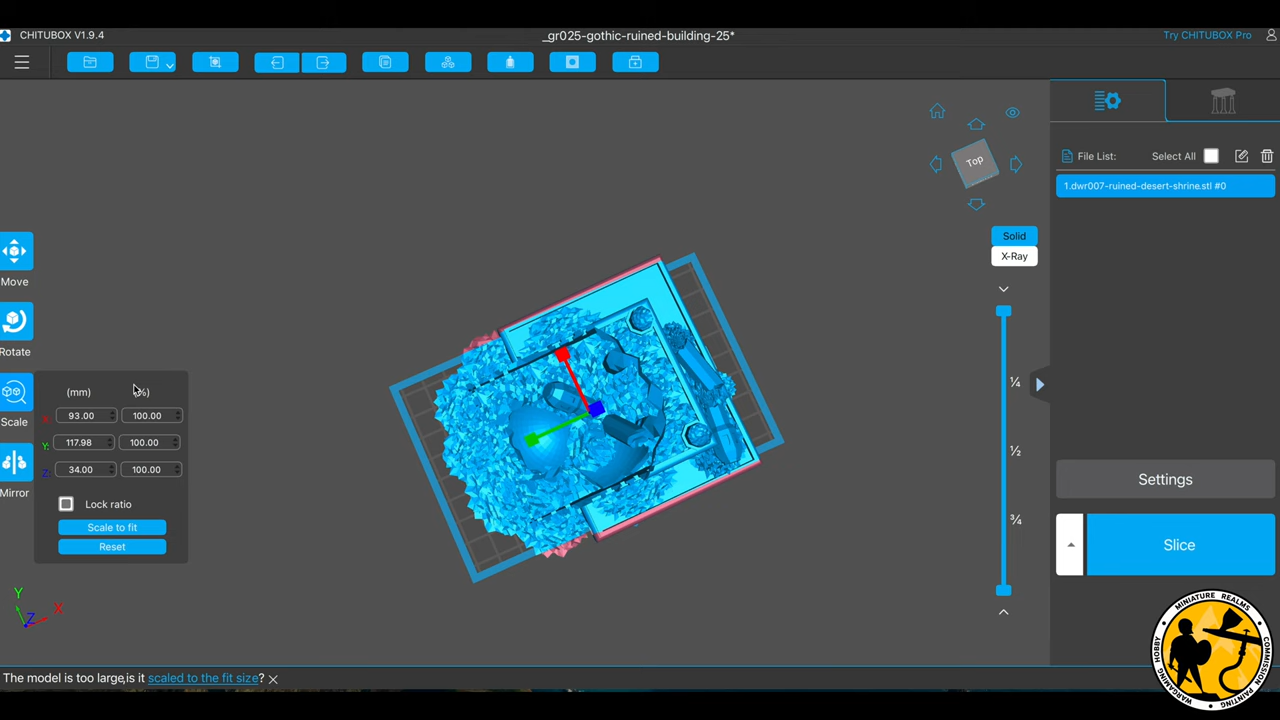 CHITUBOX V1.9.4
_gr025-gothic-ruined-building-25*
Try CHITUBOX Pro
Top
File List:
Select All
1.dwr007-ruined-desert-shrine.stl #0
Solid
X-Ray
Move
Rotate
Scale
Mirror
(mm)
X: 93.00 100.00
Y: 117.98 100.00
Z: 34.00 100.00
Lock ratio
Scale to fit
Reset
¼
½
¾
Settings
Slice
Y
Z
X
The model is too large,is it scaled to the fit size?
MINIATURE REALMS
HOBBY WARGAMING COMMISSION PAINTING